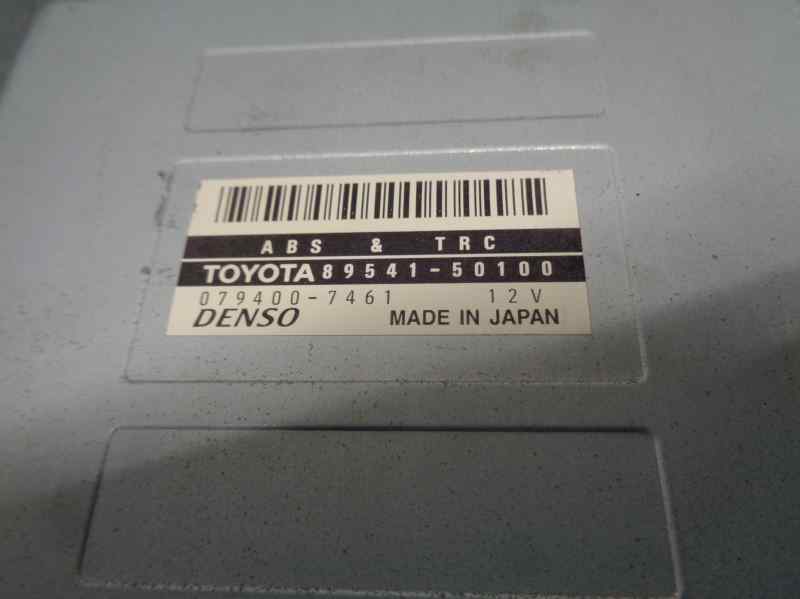 ABS & TRC
TOYOTA 89541-50100
079400-7461 12V
DENSO MADE IN JAPAN